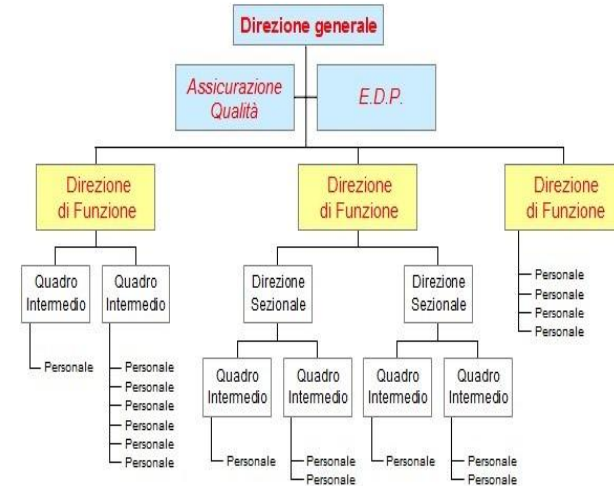 Direzione generale
Assicurazione
Qualità
E.D.P.
Direzione
di Funzione
Direzione
di Funzione
Direzione
di Funzione
Quadro
Intermedio
Quadro
Intermedio
Direzione
Sezionale
Direzione
Sezionale
Personale
Personale
Personale
Personale
Personale
Personale
Personale
Personale
Personale
Personale
Personale
Quadro
Intermedio
Quadro
Intermedio
Quadro
Intermedio
Quadro
Intermedio
Personale
Personale
Personale
Personale
Personale
Personale